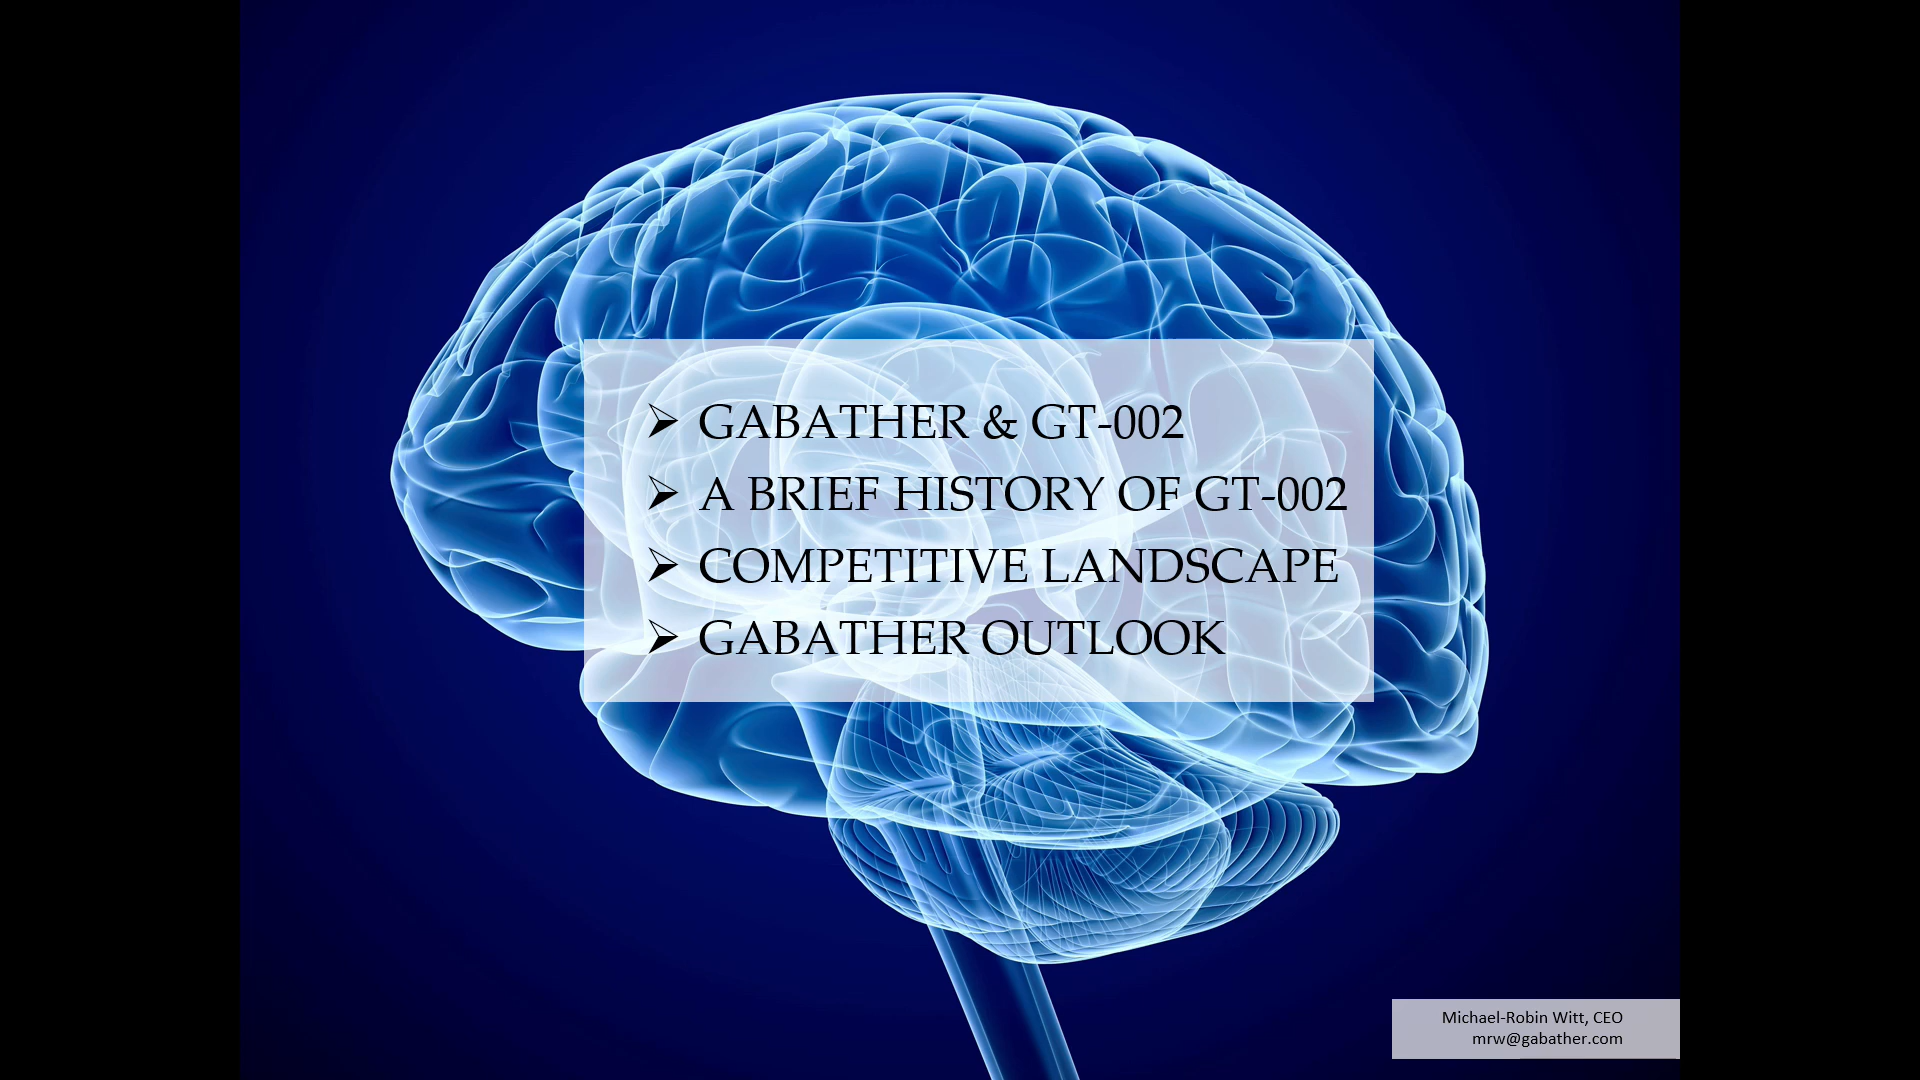 ➢ GABATHER & GT-002
➢ A BRIEF HISTORY OF GT-002
➢ COMPETITIVE LANDSCAPE
➢ GABATHER OUTLOOK
Michael-Robin Witt, CEO
mrw@gabather.com